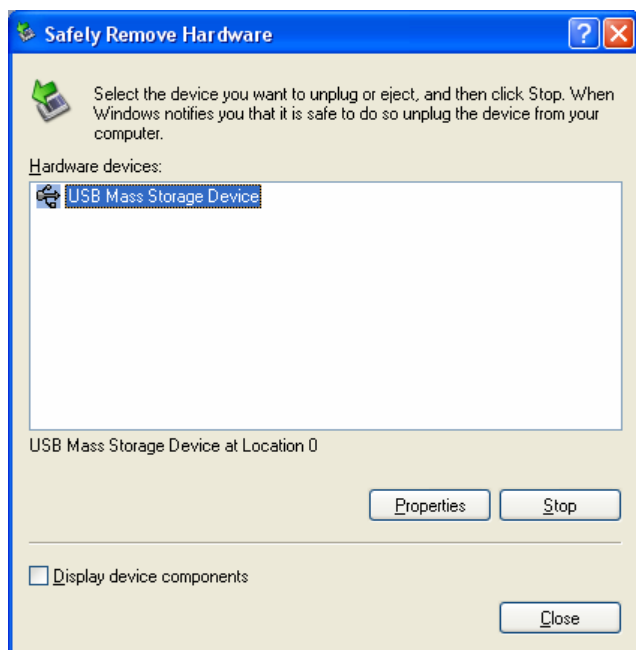 Safely Remove Hardware
Select the device you want to unplug or eject, and then click Stop. When
Windows notifies you that it is safe to do so unplug the device from your
computer.
Hardware devices:
USB Mass Storage Device
USB Mass Storage Device at Location 0
Properties Stop
Display device components
Close